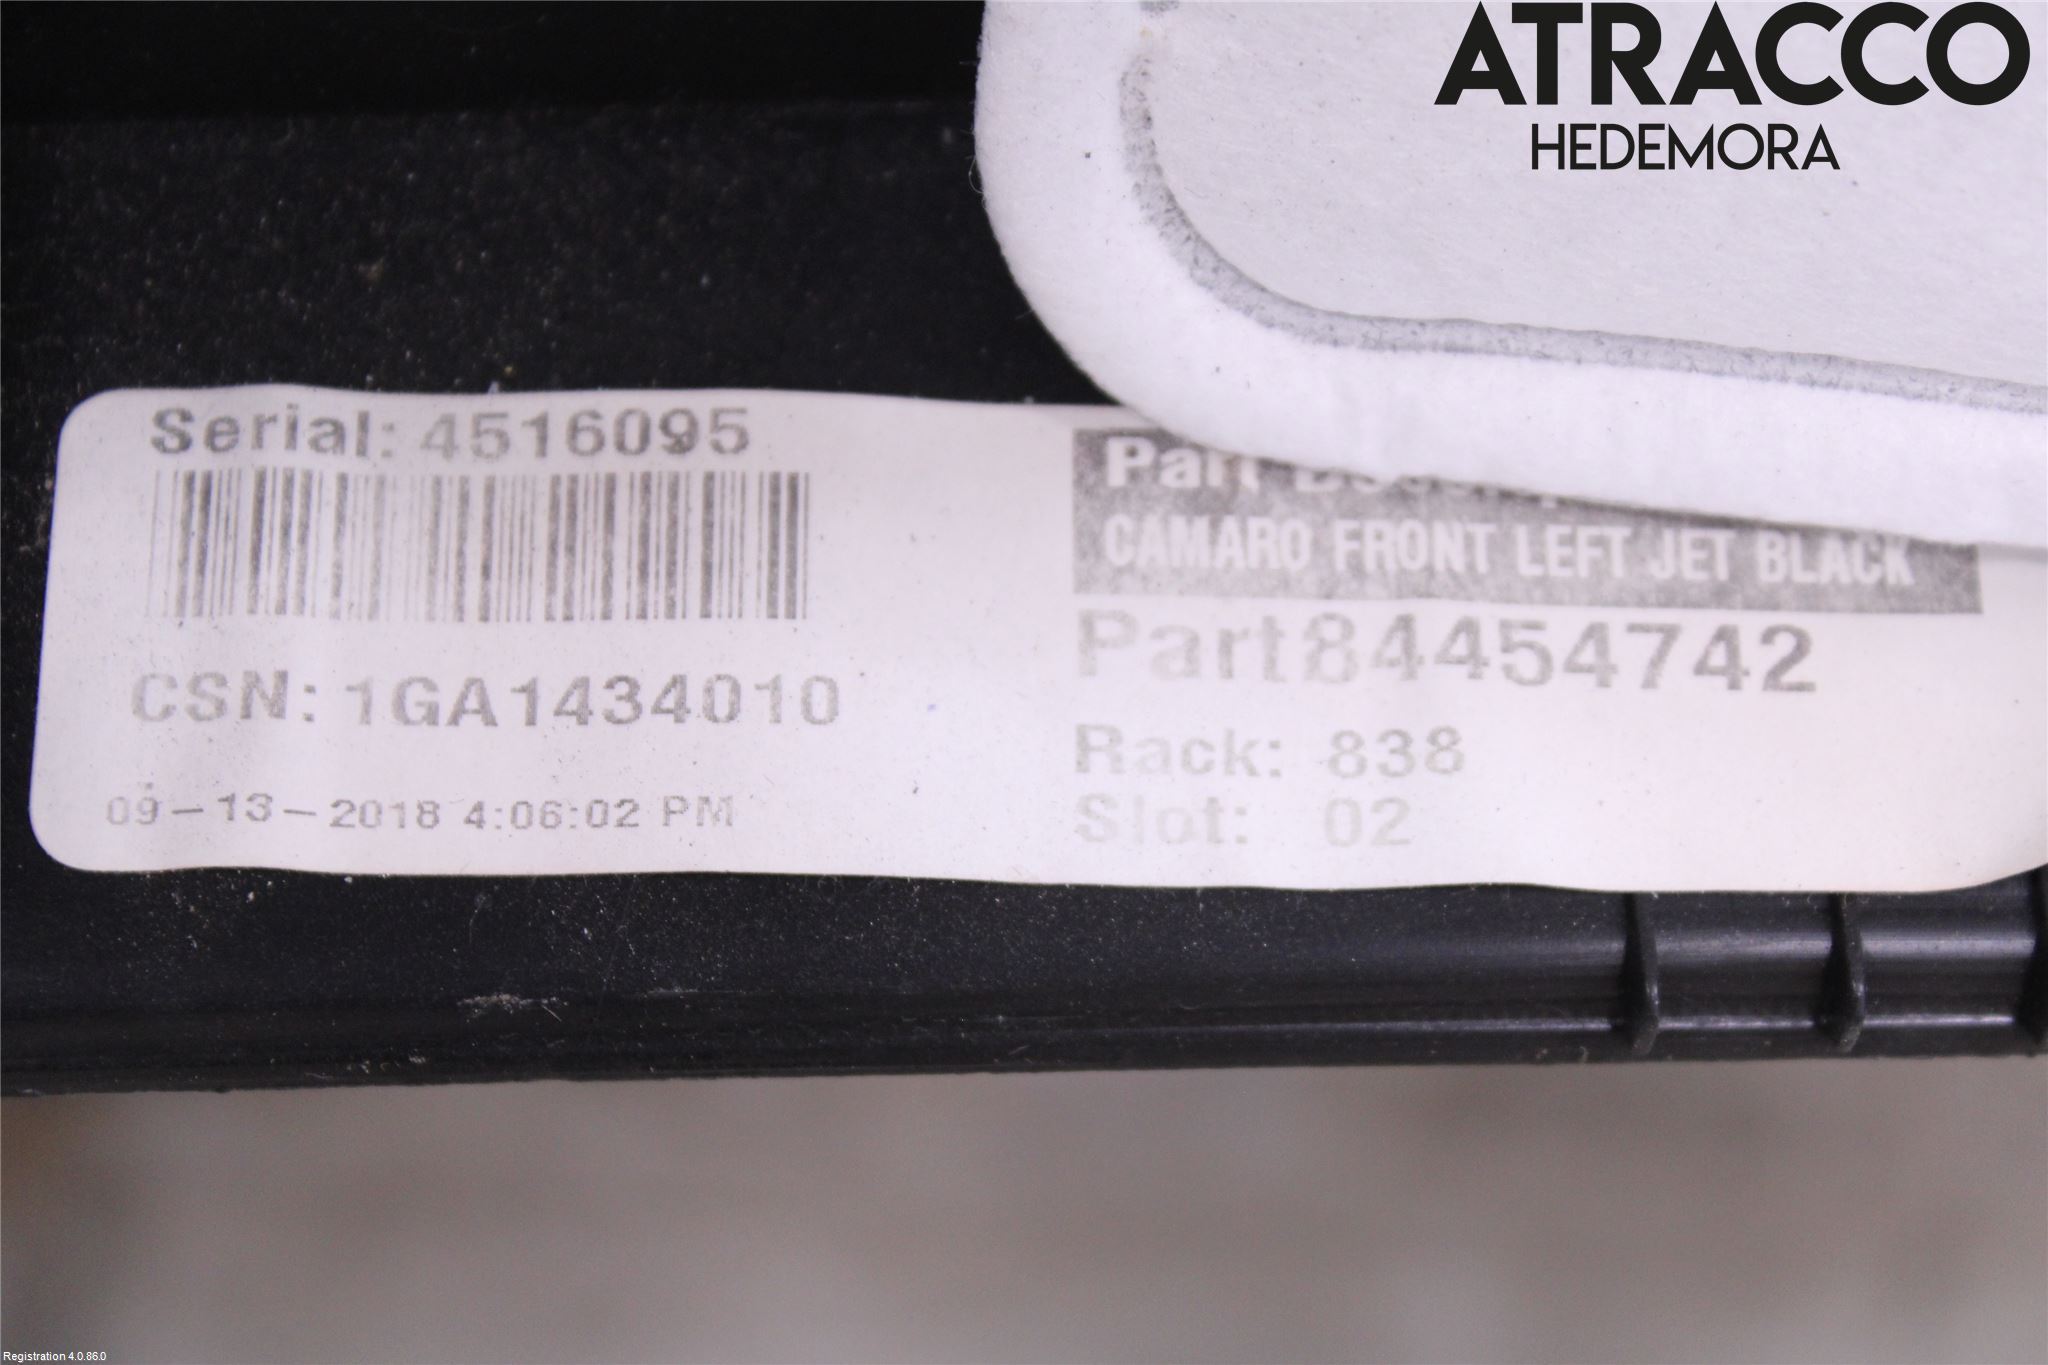 ATRACCO
HEDEMORA
Serial: 4516095
CSN: 1GA1434010
09-13-2018 4:06:02 PM
Part
CAMARO FRONT LEFT JET BLACK
Part84454742
Rack: 838
Slot: 02
Registration 4.0.86.0